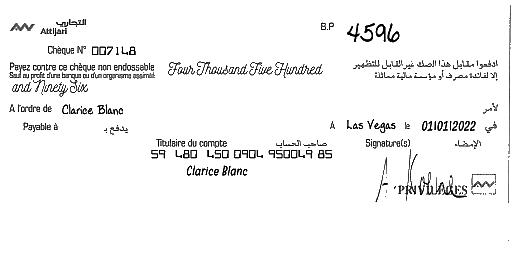 التجاري
Attijari
B.P 4596
Chèque N° 007148
Payez contre ce chèque non endossable Four Thousand Five Hundred ادفعوا مقابل هذا الصك غير القابل للتظهير
Sauf au profit d'une banque ou d'un organisme assimilé إلا لفائدة مصرف أو مؤسسة مالية مماثلة
and Ninety Six
A l'ordre de Clarice Blanc لأمر
Payable à يدفع بـ A Las Vegas le 01|01|2022 في
Titulaire du compte صاحب الحساب Signature(s) الإمضاء
59 480 450 0904 950049 85
Clarice Blanc
PRIVILEGES